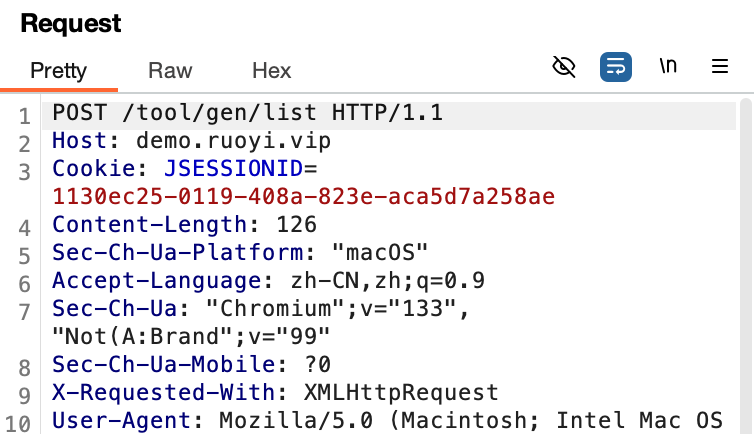 Request
Pretty Raw Hex \n
1 POST /tool/gen/list HTTP/1.1
2 Host: demo.ruoyi.vip
3 Cookie: JSESSIONID=
1130ec25-0119-408a-823e-aca5d7a258ae
4 Content-Length: 126
5 Sec-Ch-Ua-Platform: "macOS"
6 Accept-Language: zh-CN,zh;q=0.9
7 Sec-Ch-Ua: "Chromium";v="133",
"Not(A:Brand";v="99"
8 Sec-Ch-Ua-Mobile: ?0
9 X-Requested-With: XMLHttpRequest
10 User-Agent: Mozilla/5.0 (Macintosh; Intel Mac OS